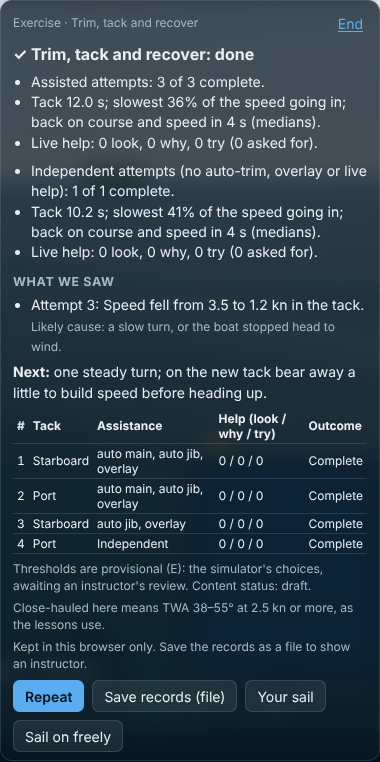 Exercise · Trim, tack and recover
End
✓ Trim, tack and recover: done
• Assisted attempts: 3 of 3 complete.
• Tack 12.0 s; slowest 36% of the speed going in;
back on course and speed in 4 s (medians).
• Live help: 0 look, 0 why, 0 try (0 asked for).
• Independent attempts (no auto-trim, overlay or live
help): 1 of 1 complete.
• Tack 10.2 s; slowest 41% of the speed going in;
back on course and speed in 4 s (medians).
• Live help: 0 look, 0 why, 0 try (0 asked for).
WHAT WE SAW
• Attempt 3: Speed fell from 3.5 to 1.2 kn in the tack.
Likely cause: a slow turn, or the boat stopped head to
wind.
Next: one steady turn; on the new tack bear away a
little to build speed before heading up.
# Tack Assistance Help (look / why / try) Outcome
1 Starboard auto main, auto jib, overlay 0 / 0 / 0 Complete
2 Port auto main, auto jib, overlay 0 / 0 / 0 Complete
3 Starboard auto jib, overlay 0 / 0 / 0 Complete
4 Port Independent 0 / 0 / 0 Complete
Thresholds are provisional (E): the simulator's choices,
awaiting an instructor's review. Content status: draft.
Close-hauled here means TWA 38–55° at 2.5 kn or more, as
the lessons use.
Kept in this browser only. Save the records as a file to show
an instructor.
Repeat
Save records (file)
Your sail
Sail on freely